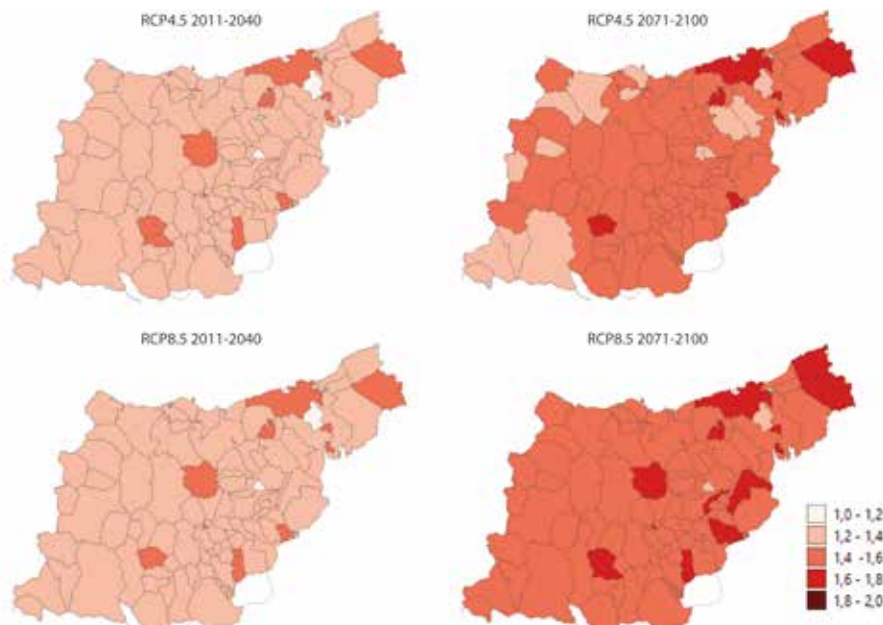 RCP4.5 2011-2040
RCP4.5 2071-2100
RCP8.5 2011-2040
RCP8.5 2071-2100
1,0 - 1,2
1,2 - 1,4
1,4 -1,6
1,6 - 1,8
1,8 - 2,0